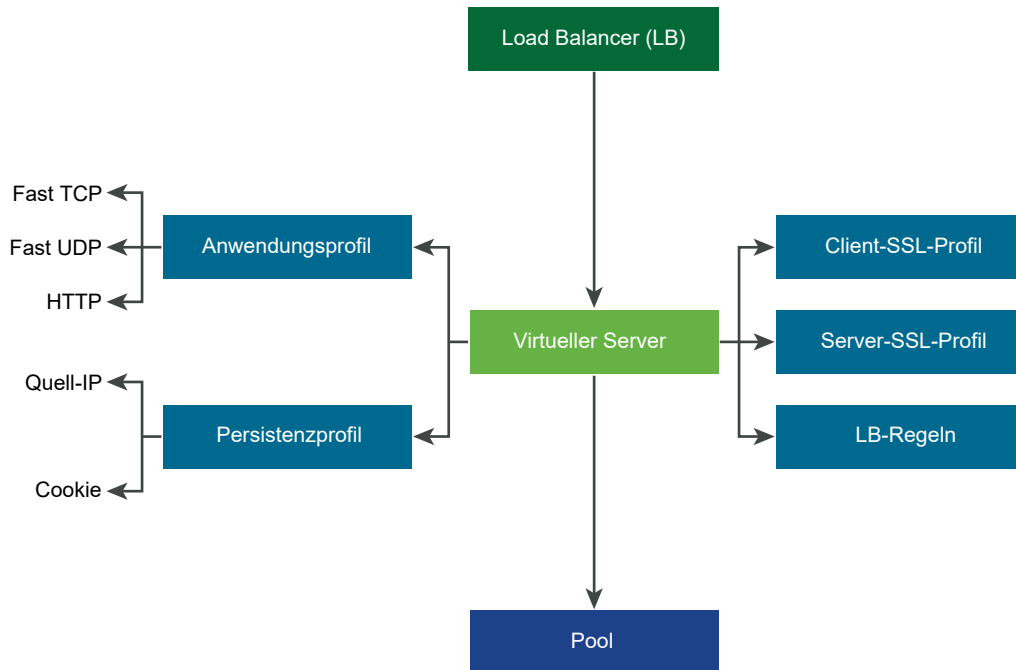 Load Balancer (LB)
Fast TCP
Fast UDP
HTTP
Anwendungsprofil
Client-SSL-Profil
Virtueller Server
Server-SSL-Profil
Quell-IP
Cookie
Persistenzprofil
LB-Regeln
Pool